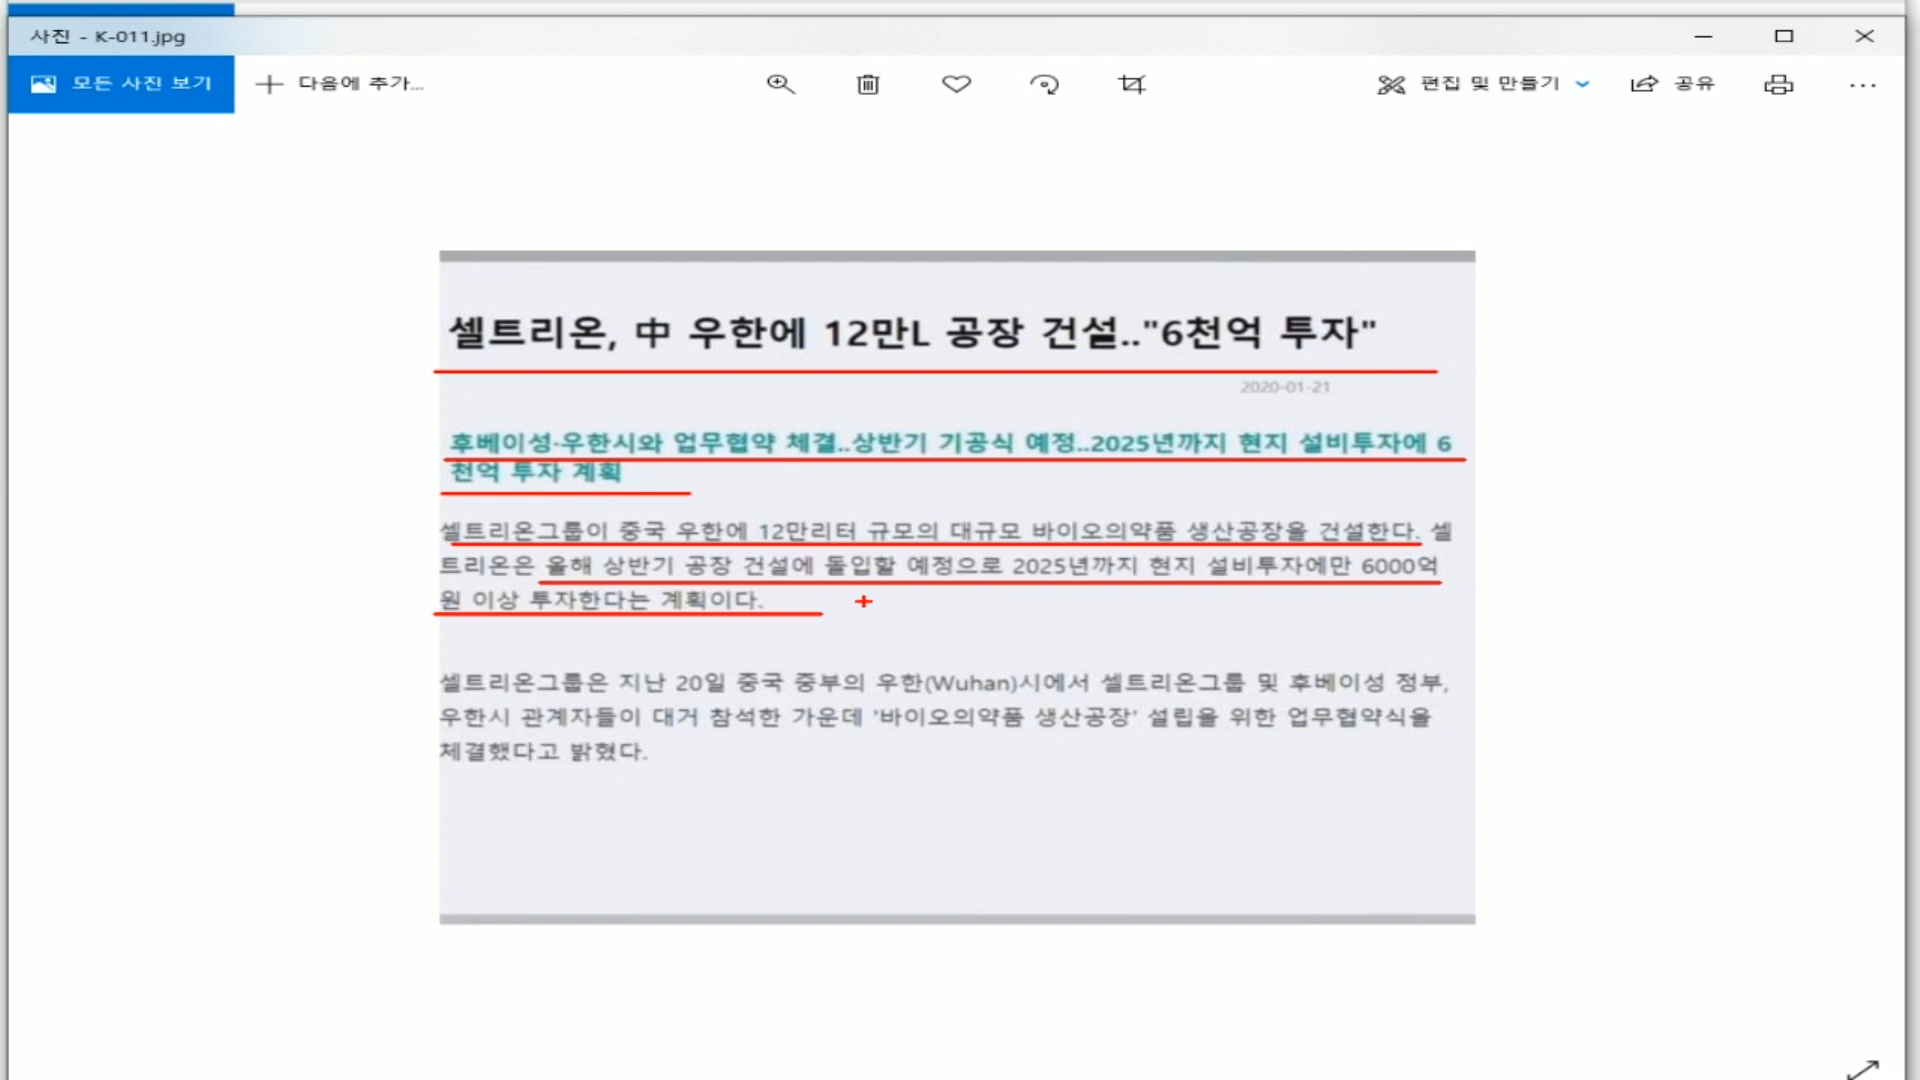 사진 - K-011.jpg
모든 사진 보기
다음에 추가...
편집 및 만들기
공유
셀트리온, 中 우한에 12만L 공장 건설.."6천억 투자"
2020-01-21
후베이성·우한시와 업무협약 체결..상반기 기공식 예정..2025년까지 현지 설비투자에 6
천억 투자 계획
셀트리온그룹이 중국 우한에 12만리터 규모의 대규모 바이오의약품 생산공장을 건설한다. 셀
트리온은 올해 상반기 공장 건설에 돌입할 예정으로 2025년까지 현지 설비투자에만 6000억
원 이상 투자한다는 계획이다.
셀트리온그룹은 지난 20일 중국 중부의 우한(Wuhan)시에서 셀트리온그룹 및 후베이성 정부,
우한시 관계자들이 대거 참석한 가운데 '바이오의약품 생산공장' 설립을 위한 업무협약식을
체결했다고 밝혔다.